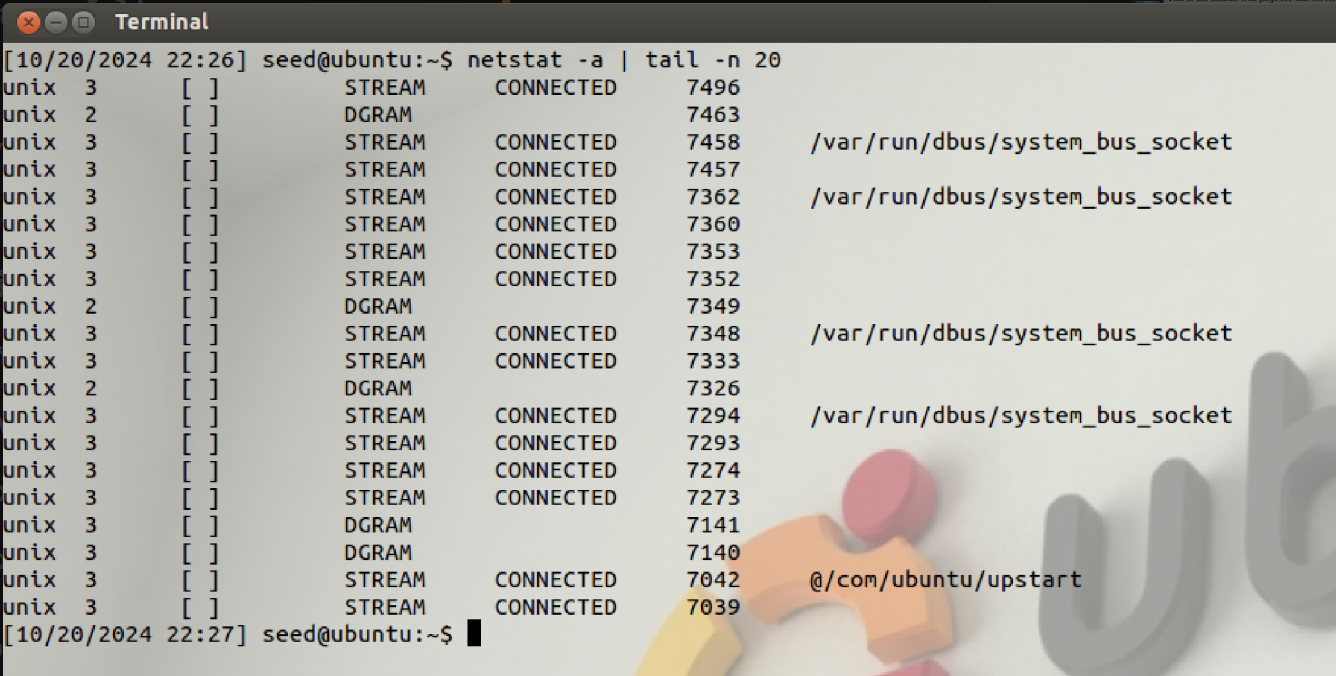 Terminal
[10/20/2024 22:26] seed@ubuntu:~$ netstat -a | tail -n 20
unix  3      [ ]         STREAM     CONNECTED     7496
unix  2      [ ]         DGRAM                    7463
unix  3      [ ]         STREAM     CONNECTED     7458     /var/run/dbus/system_bus_socket
unix  3      [ ]         STREAM     CONNECTED     7457
unix  3      [ ]         STREAM     CONNECTED     7362     /var/run/dbus/system_bus_socket
unix  3      [ ]         STREAM     CONNECTED     7360
unix  3      [ ]         STREAM     CONNECTED     7353
unix  3      [ ]         STREAM     CONNECTED     7352
unix  2      [ ]         DGRAM                    7349
unix  3      [ ]         STREAM     CONNECTED     7348     /var/run/dbus/system_bus_socket
unix  3      [ ]         STREAM     CONNECTED     7333
unix  2      [ ]         DGRAM                    7326
unix  3      [ ]         STREAM     CONNECTED     7294     /var/run/dbus/system_bus_socket
unix  3      [ ]         STREAM     CONNECTED     7293
unix  3      [ ]         STREAM     CONNECTED     7274
unix  3      [ ]         STREAM     CONNECTED     7273
unix  3      [ ]         DGRAM                    7141
unix  3      [ ]         DGRAM                    7140
unix  3      [ ]         STREAM     CONNECTED     7042     @/com/ubuntu/upstart
unix  3      [ ]         STREAM     CONNECTED     7039
[10/20/2024 22:27] seed@ubuntu:~$
ub